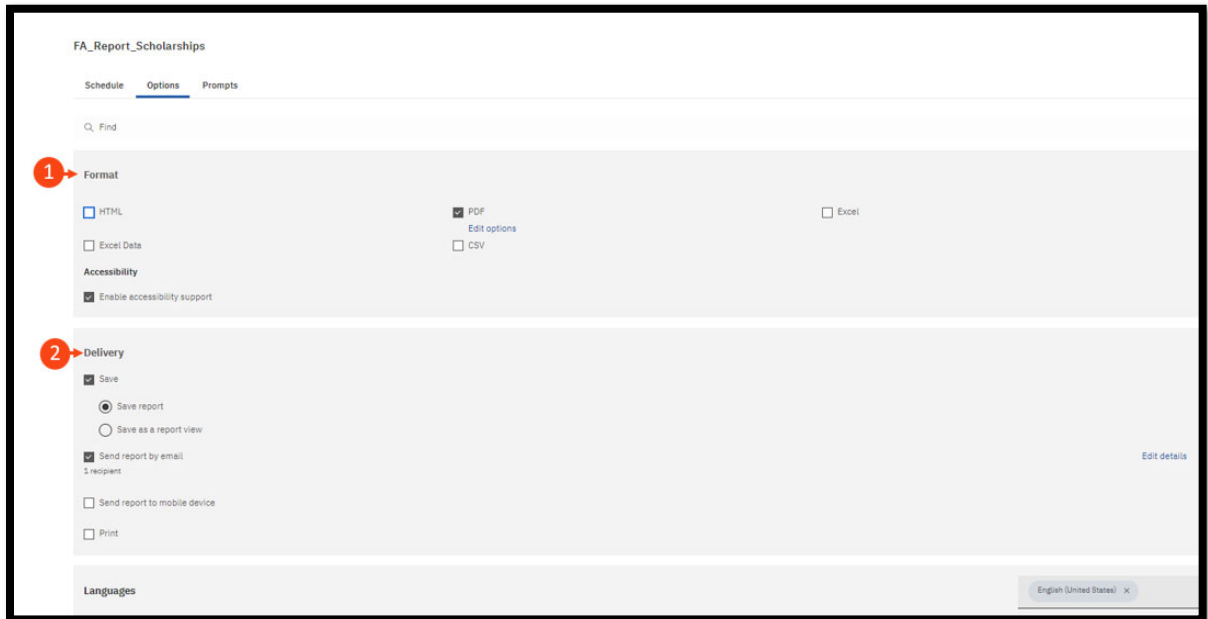 FA_Report_Scholarships
Schedule Options Prompts
Find
1 Format
HTML PDF Excel
Edit options
Excel Data CSV
Accessibility
Enable accessibility support
2 Delivery
Save
Save report
Save as a report view
Send report by email
1 recipient Edit details
Send report to mobile device
Print
Languages English (United States) ×